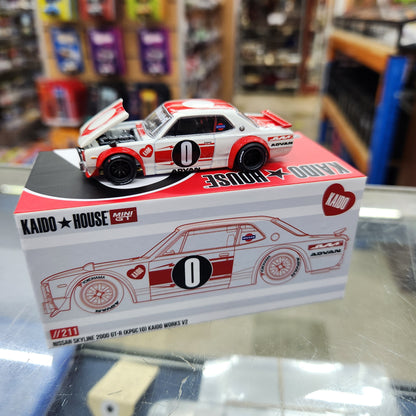 0
ADVAN
ADVAN
KAIDO★HOUSE
KAIDO★HOUSE
MINI GT
KAIDO
0
ADVAN
//211
NISSAN SKYLINE 2000 GT-R (KPGC10) KAIDO WORKS V2